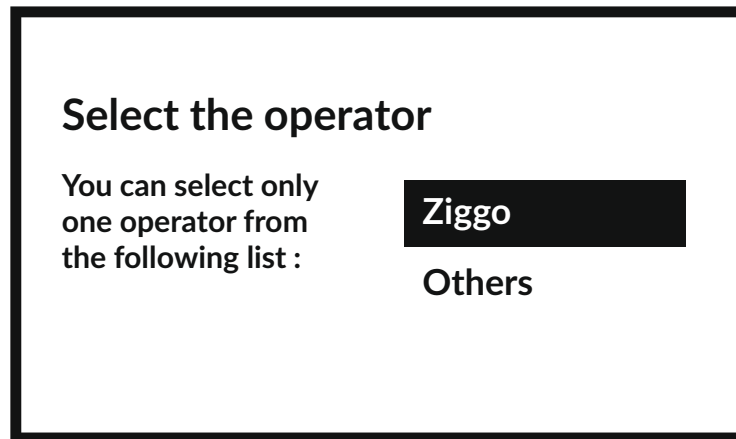 Select the operator
You can select only
one operator from
the following list :
Ziggo
Others